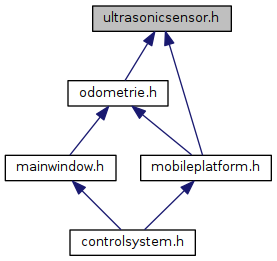 ultrasonicsensor.h
odometrie.h
mainwindow.h
mobileplatform.h
controlsystem.h